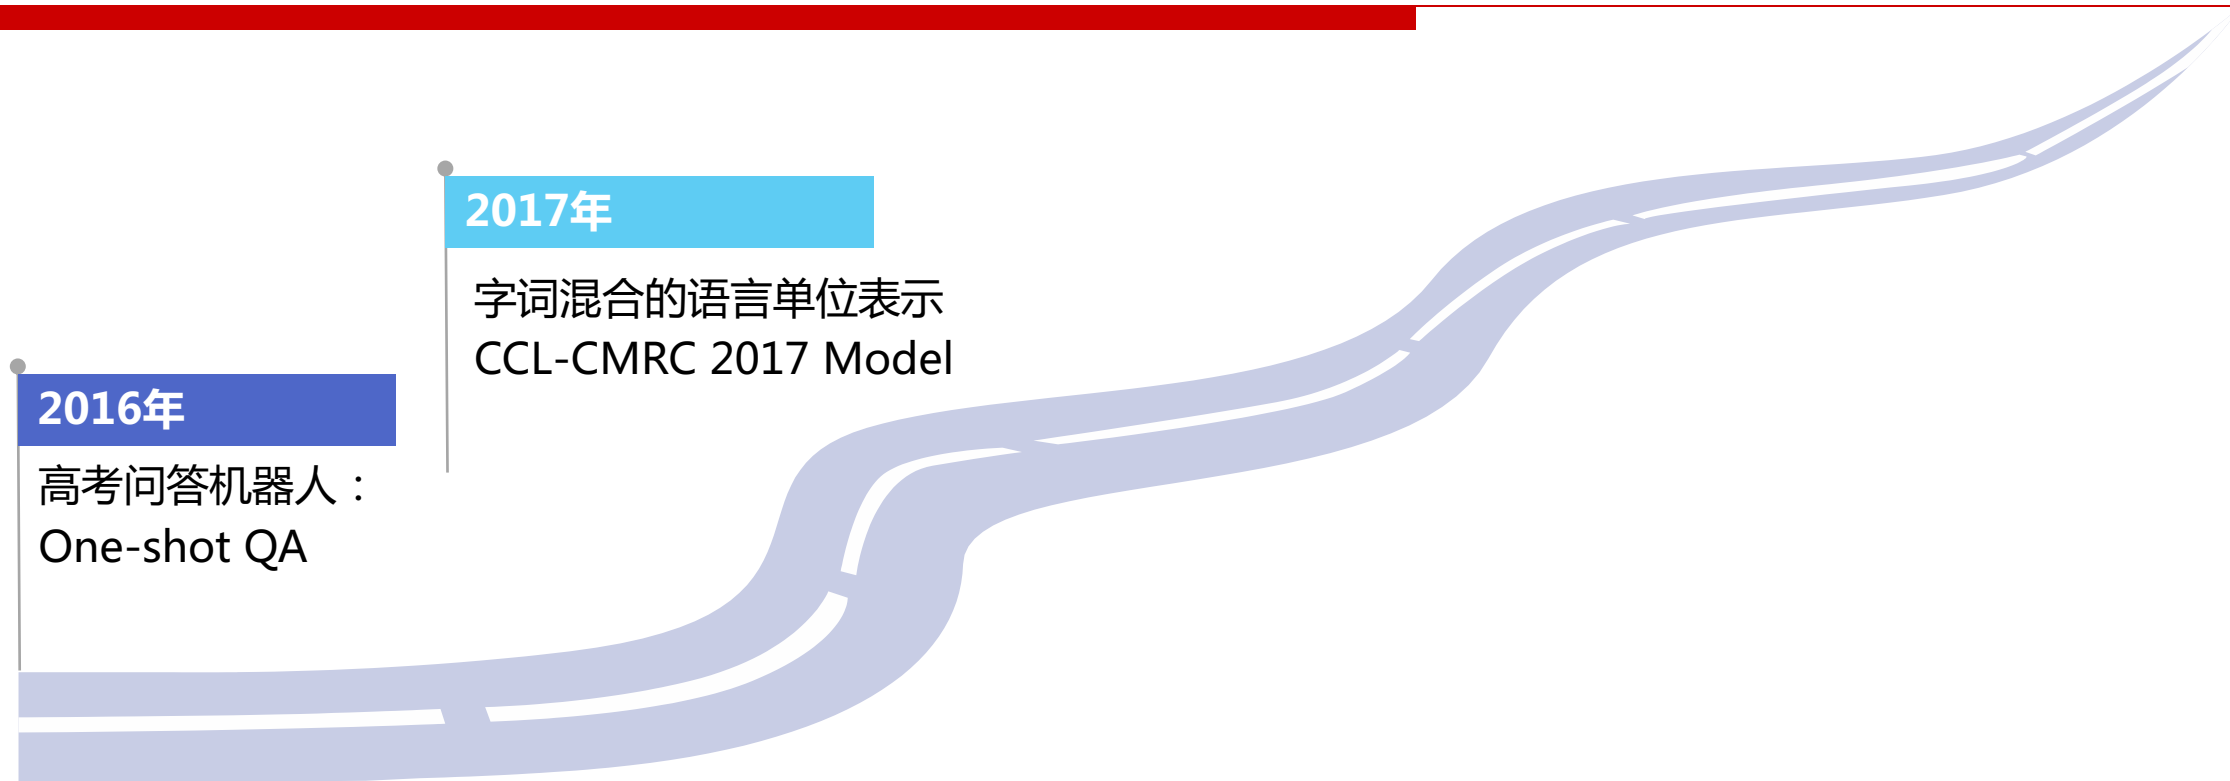 2017年
字词混合的语言单位表示
CCL-CMRC 2017 Model
2016年
高考问答机器人：
One-shot QA